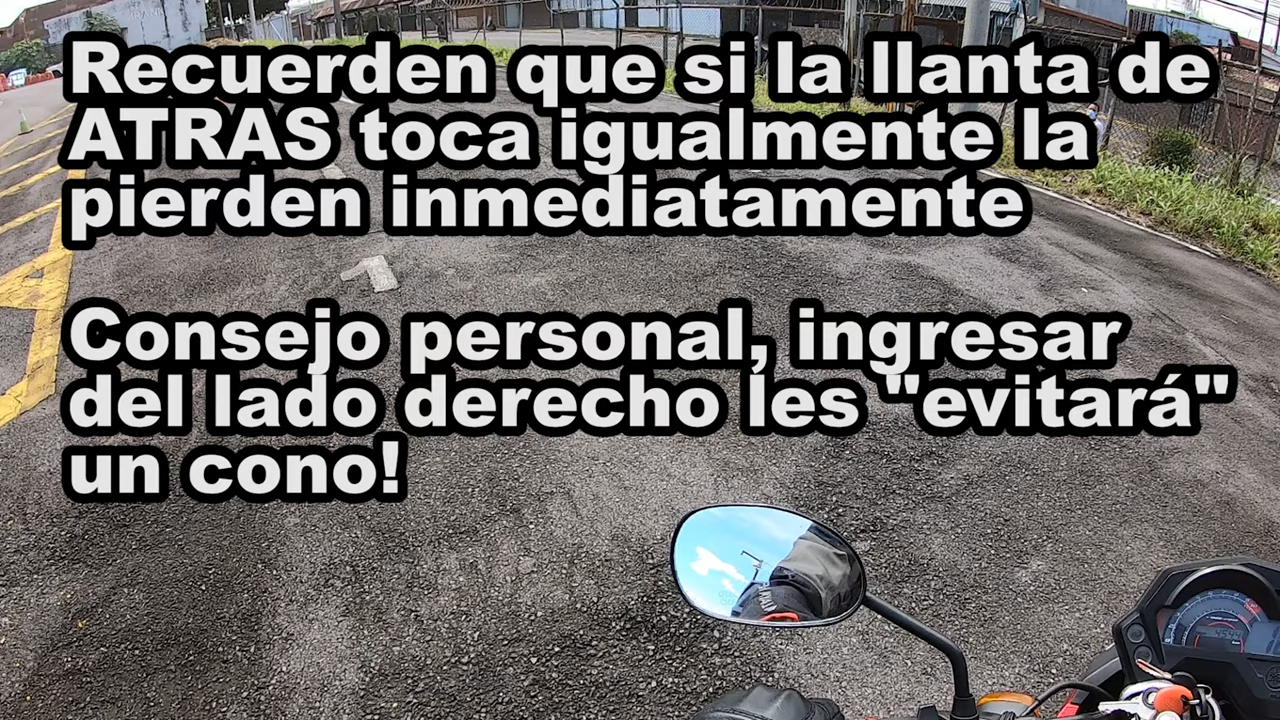 Recuerden que si la llanta de
ATRAS toca igualmente la
pierden inmediatamente
Consejo personal, ingresar
del lado derecho les "evitará"
un cono!